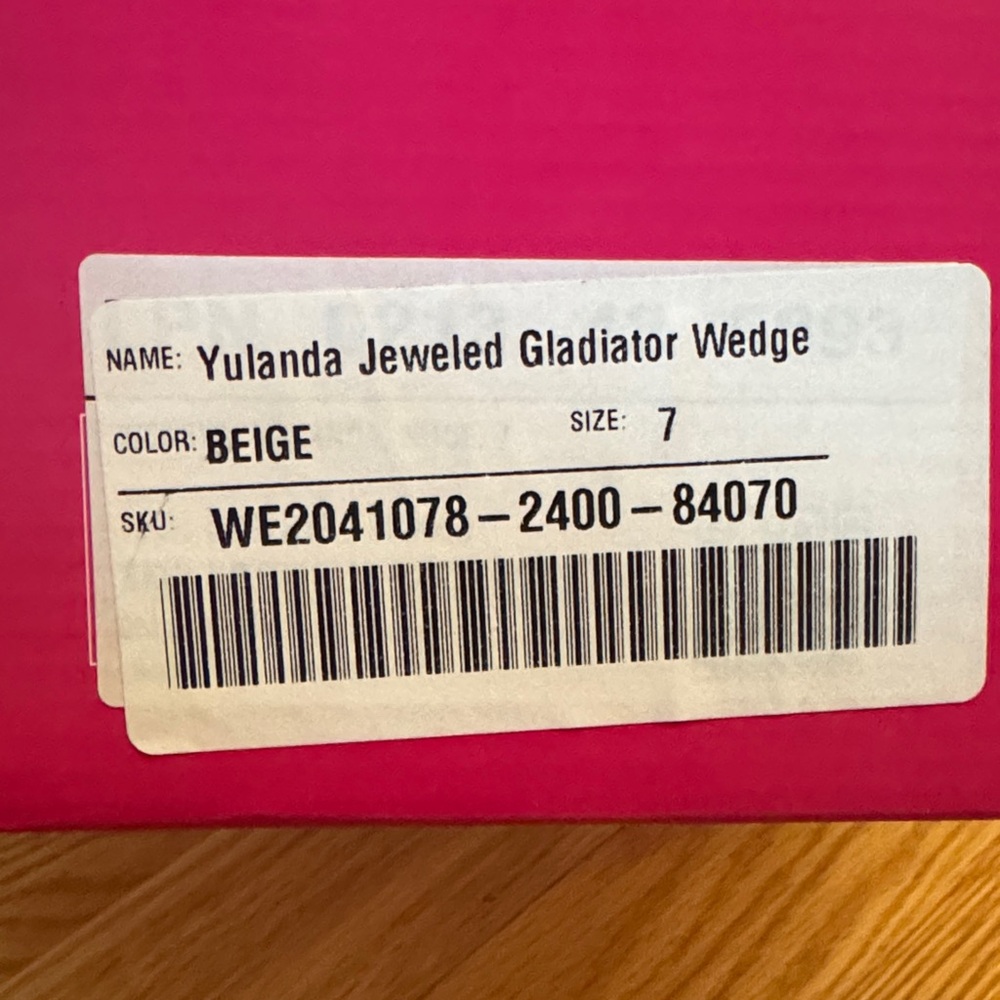 NAME: Yulanda Jeweled Gladiator Wedge
COLOR: BEIGE SIZE: 7
SKU: WE2041078-2400-84070